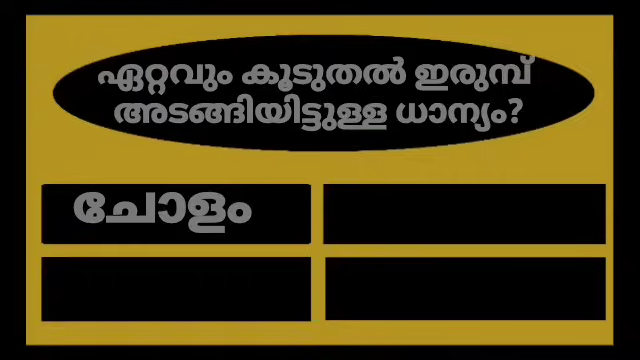 ഏറ്റവും കൂടുതൽ ഇരുമ്പ്
അടങ്ങിയിട്ടുള്ള ധാന്യം?
ചോളം